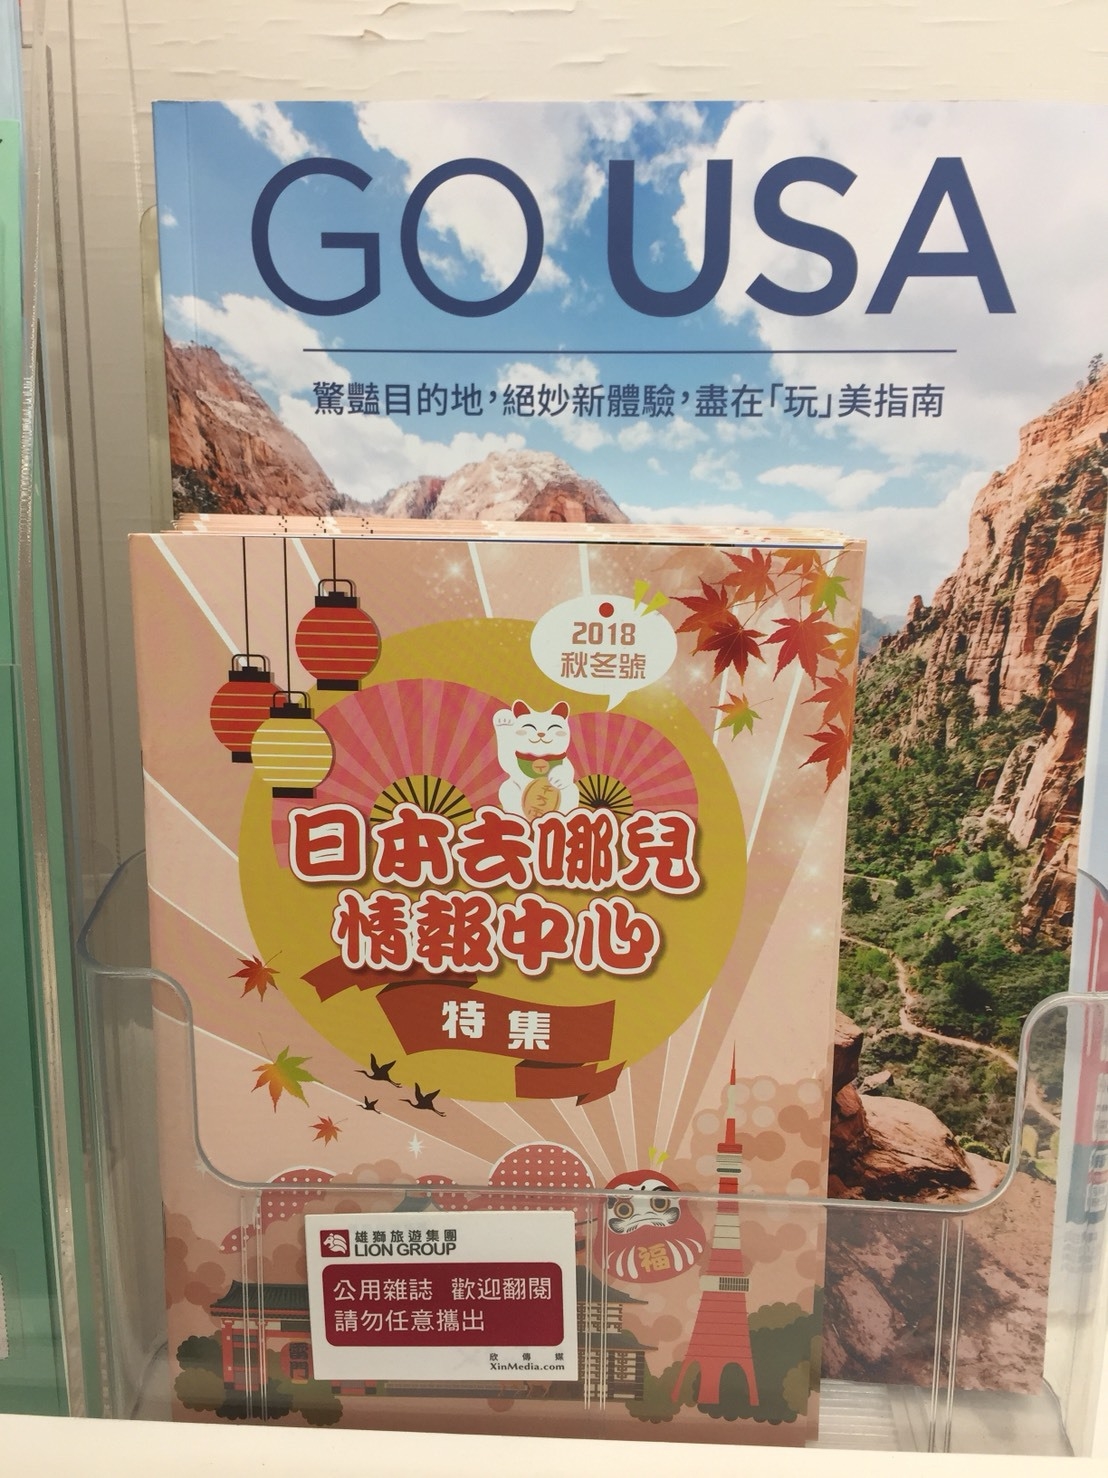 GO USA
驚豔目的地,絕妙新體驗,盡在「玩」美指南
2018
秋冬號
日本去哪兒
情報中心
特集
福
雄獅旅遊集團
LION GROUP
公用雜誌 歡迎翻閱
請勿任意攜出
欣傳媒
XinMedia.com